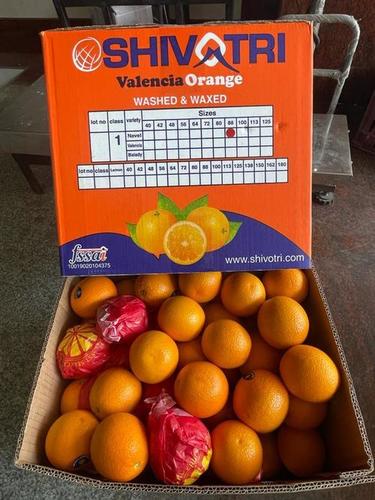 SHIVATRI
Valencia Orange
WASHED & WAXED
lot no class variety Sizes
40 42 48 56 64 72 80 88 100 113 125
1 Navel
Valencia
Balady
lot no class Lemon 40 42 48 56 64 72 80 88 100 113 125 138 150 162 180
fssai
10019020104375
www.shivotri.com